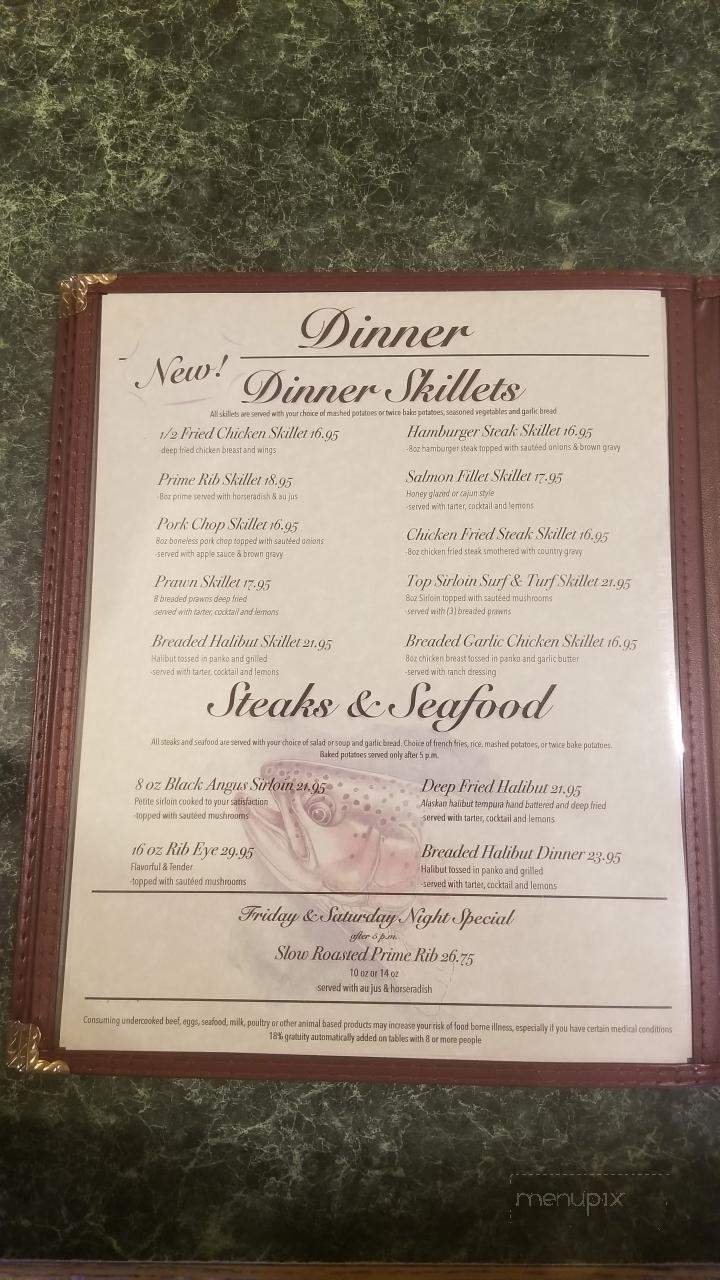 Dinner
New!
Dinner Skillets
All skillets are served with your choice of mashed potatoes or twice bake potatoes, seasoned vegetables and garlic bread
1/2 Fried Chicken Skillet 16.95
-deep fried chicken breast and wings
Prime Rib Skillet 18.95
-8oz prime served with horseradish & au jus
Pork Chop Skillet 16.95
8oz boneless pork chop topped with sautéed onions
-served with apple sauce & brown gravy
Prawn Skillet 17.95
8 breaded prawns deep fried
-served with tarter, cocktail and lemons
Breaded Halibut Skillet 21.95
Halibut tossed in panko and grilled
-served with tarter, cocktail and lemons
Hamburger Steak Skillet 16.95
-8oz hamburger steak topped with sautéed onions & brown gravy
Salmon Fillet Skillet 17.95
Honey glazed or cajun style
-served with tarter, cocktail and lemons
Chicken Fried Steak Skillet 16.95
-8oz chicken fried steak smothered with country gravy
Top Sirloin Surf & Turf Skillet 21.95
8oz Sirloin topped with sautéed mushrooms
-served with (3) breaded prawns
Breaded Garlic Chicken Skillet 16.95
8oz chicken breast tossed in panko and garlic butter
-served with ranch dressing
Steaks & Seafood
All steaks and seafood are served with your choice of salad or soup and garlic bread. Choice of french fries, rice, mashed potatoes, or twice bake potatoes.
Baked potatoes served only after 5 p.m.
8 oz Black Angus Sirloin 21.95
Petite sirloin cooked to your satisfaction
-topped with sautéed mushrooms
16 oz Rib Eye 29.95
Flavorful & Tender
-topped with sautéed mushrooms
Deep Fried Halibut 21.95
Alaskan halibut tempura hand battered and deep fried
-served with tarter, cocktail and lemons
Breaded Halibut Dinner 23.95
Halibut tossed in panko and grilled
-served with tarter, cocktail and lemons
Friday & Saturday Night Special
after 5 p.m.
Slow Roasted Prime Rib 26.75
10 oz or 14 oz
served with au jus & horseradish
Consuming undercooked beef, eggs, seafood, milk, poultry or other animal based products may increase your risk of food borne illness, especially if you have certain medical conditions
18% gratuity automatically added on tables with 8 or more people
menupix